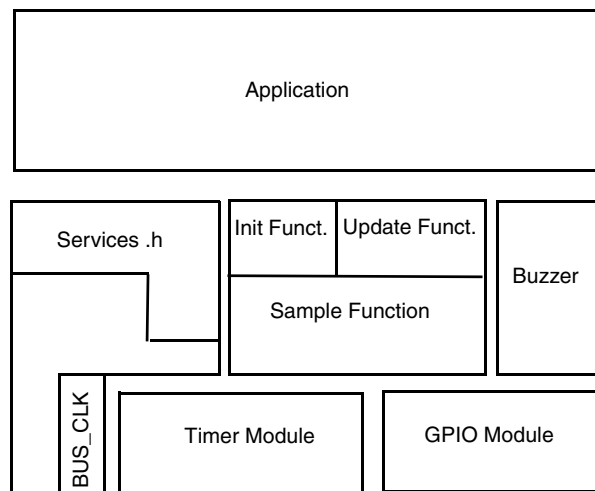 Application
Services .h
Init Funct.
Update Funct.
Buzzer
Sample Function
BUS_CLK
Timer Module
GPIO Module